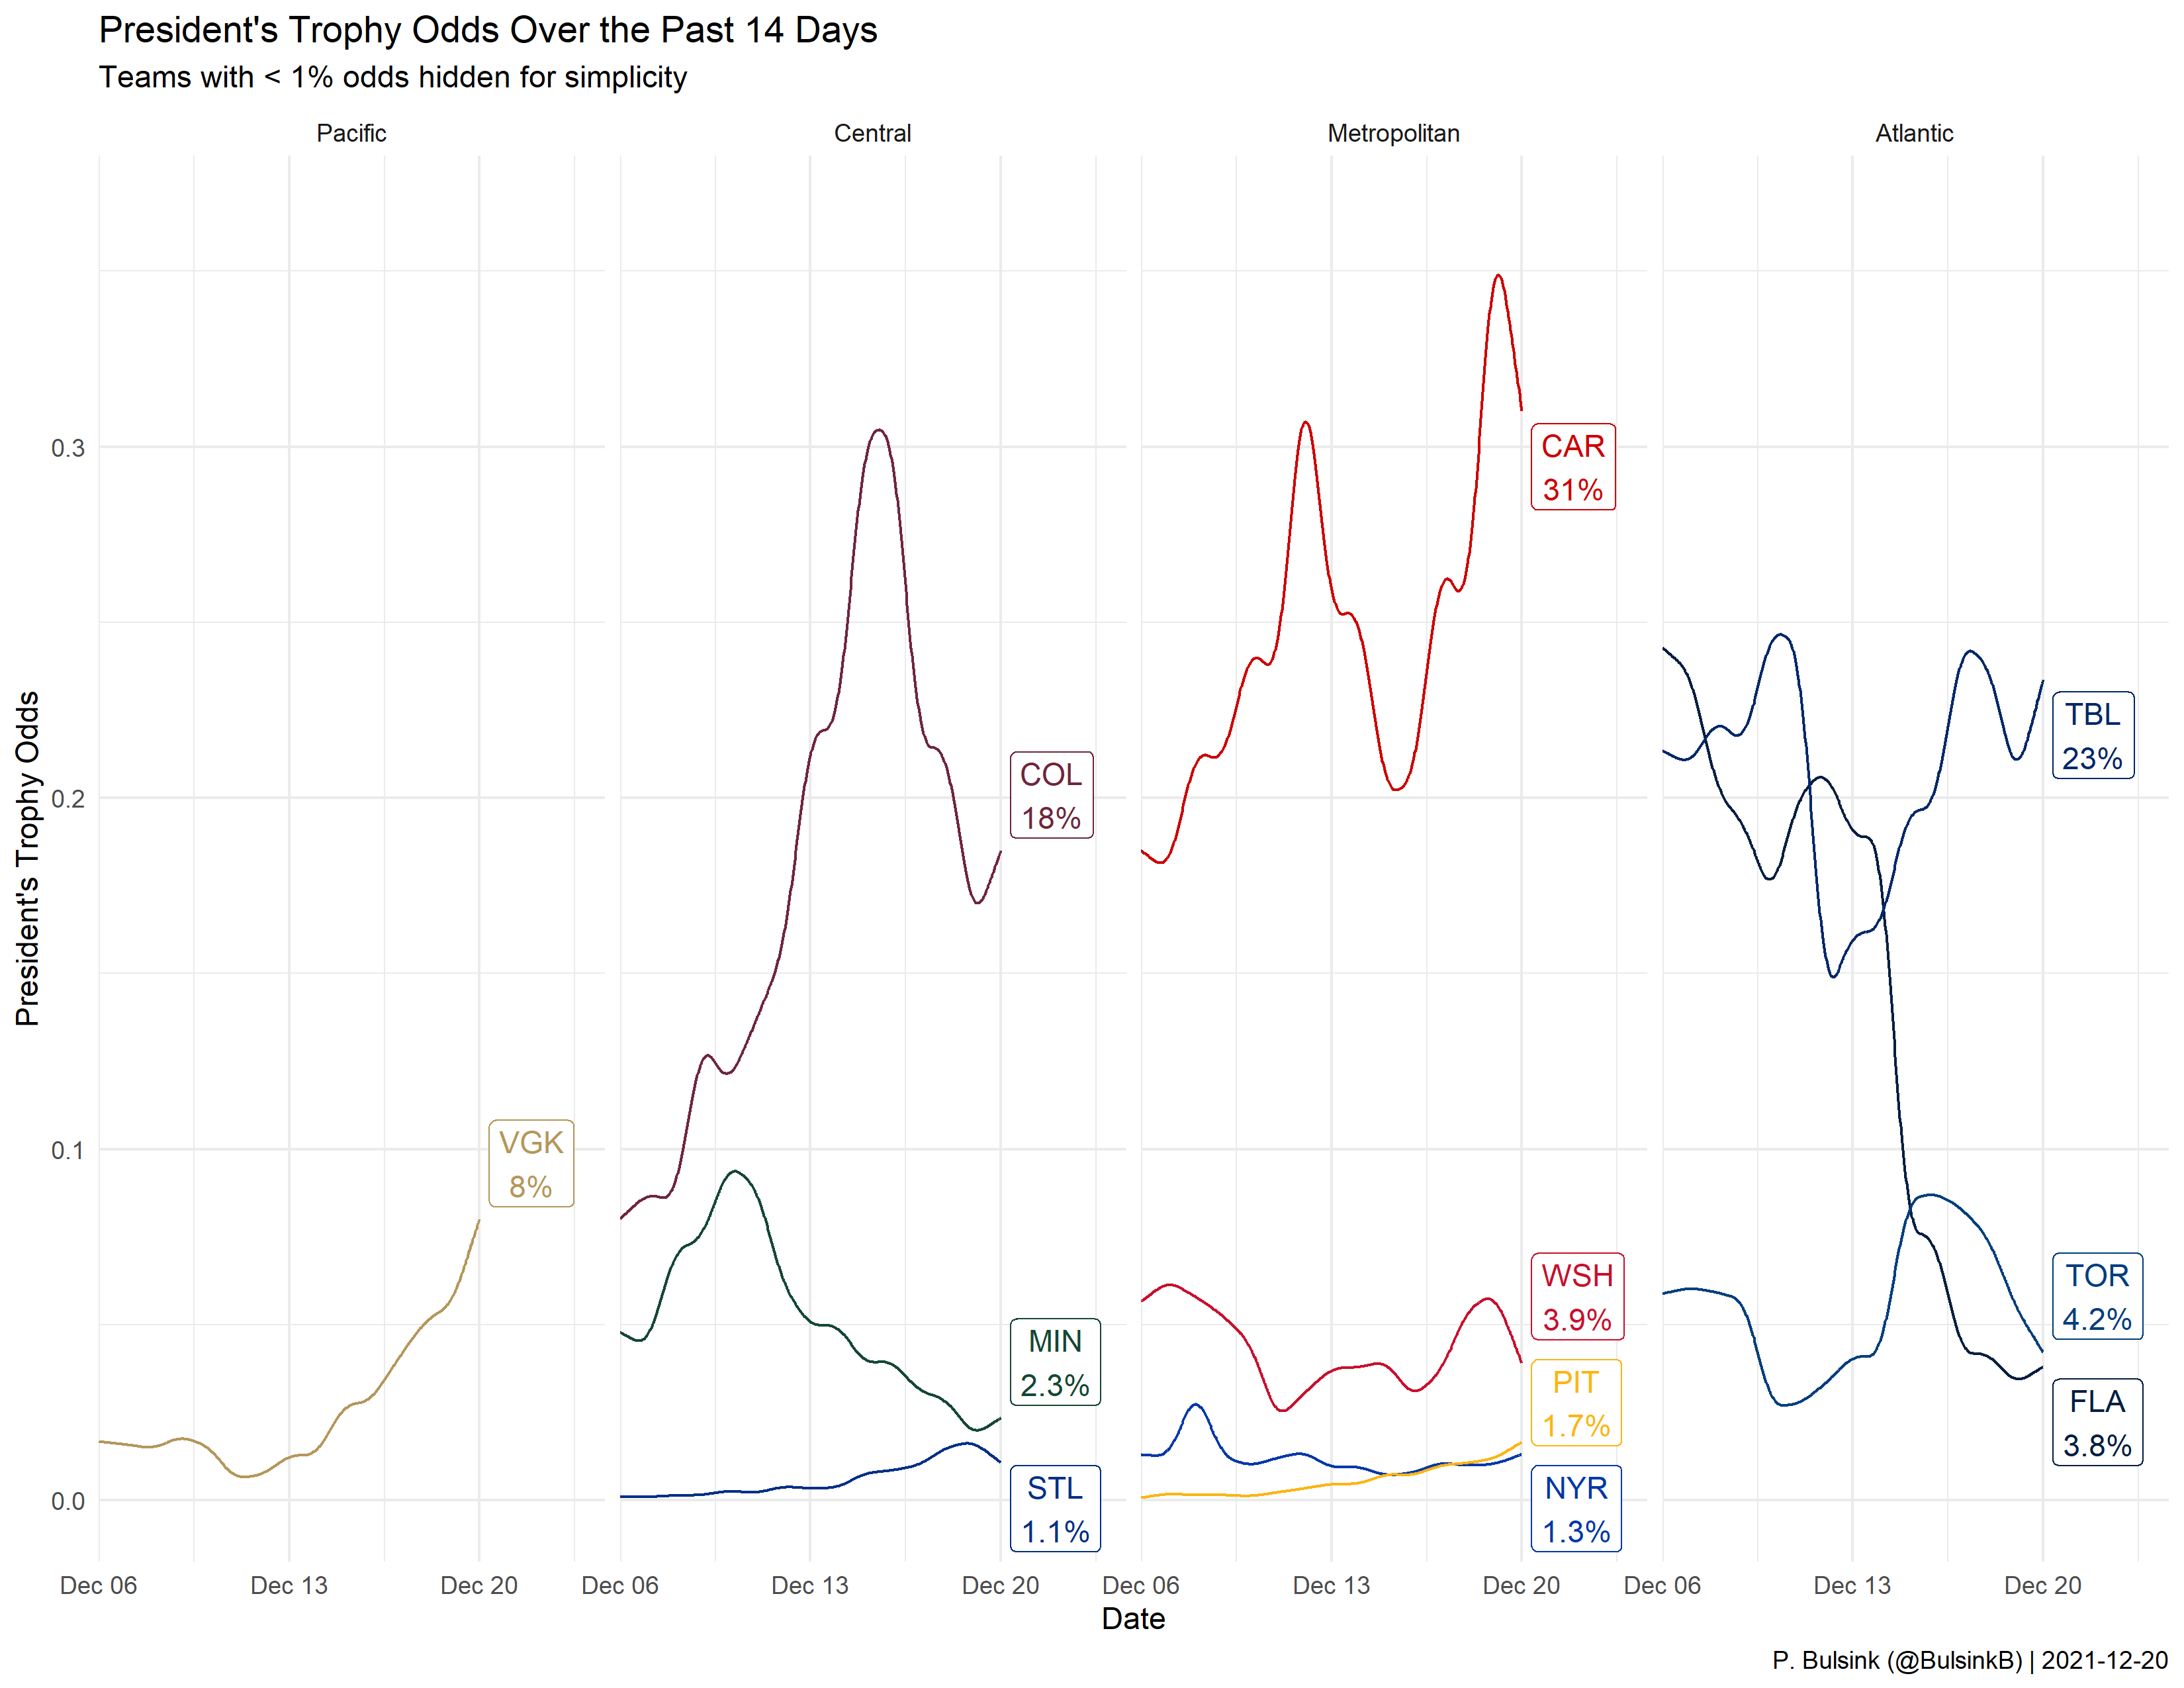 President's Trophy Odds Over the Past 14 Days
Teams with < 1% odds hidden for simplicity
Pacific
Central
Metropolitan
Atlantic
President's Trophy Odds
0.3
0.2
0.1
0.0
VGK
8%
COL
18%
MIN
2.3%
STL
1.1%
CAR
31%
WSH
3.9%
PIT
1.7%
NYR
1.3%
TBL
23%
TOR
4.2%
FLA
3.8%
Dec 06
Dec 13
Dec 20
Dec 06
Dec 13
Dec 20
Dec 06
Dec 13
Dec 20
Dec 06
Dec 13
Dec 20
Date
P. Bulsink (@BulsinkB) | 2021-12-20